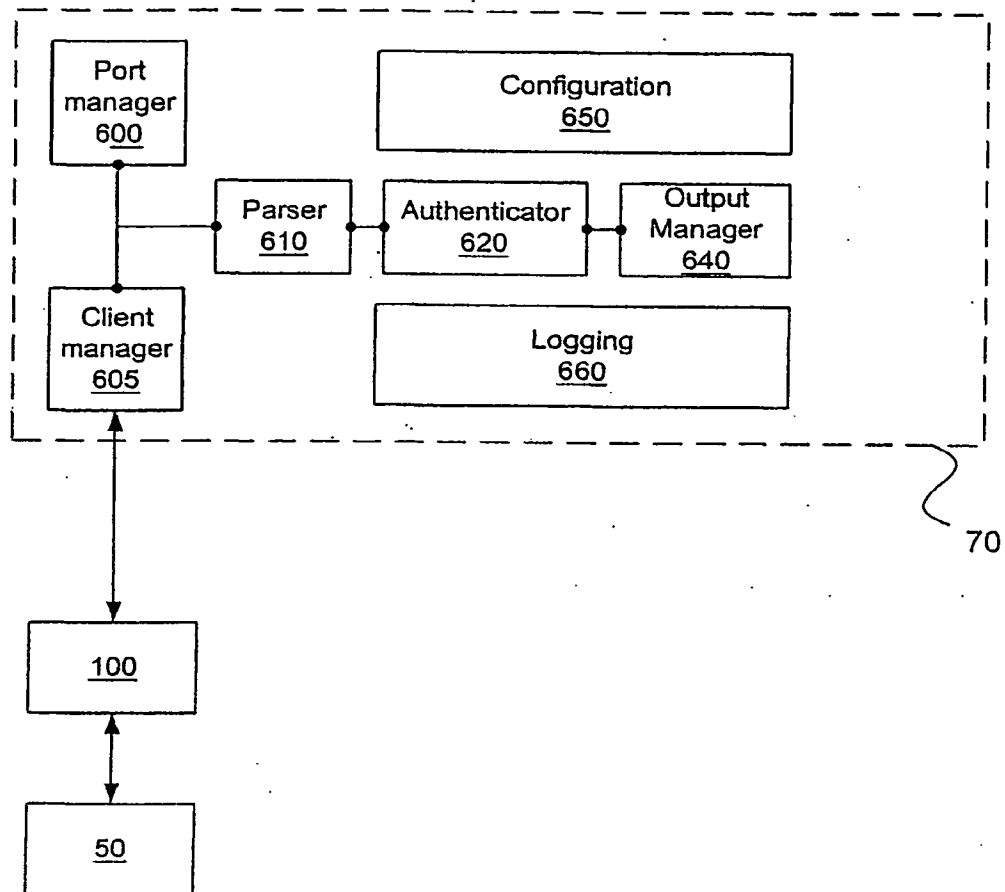 Port
manager
600
Configuration
650
Parser
610
Authenticator
620
Output
Manager
640
Client
manager
605
Logging
660
70
100
50